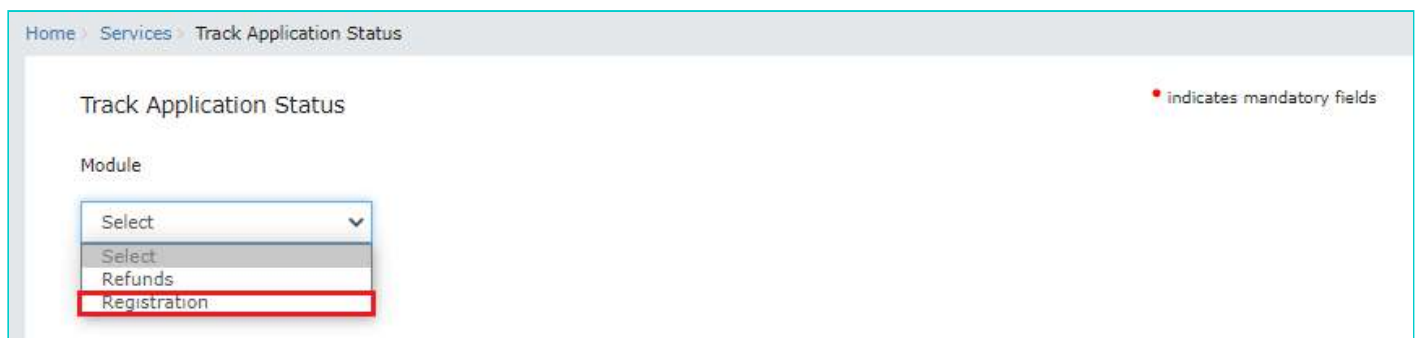 Home Services Track Application Status
Track Application Status
• indicates mandatory fields
Module
Select
Select
Refunds
Registration